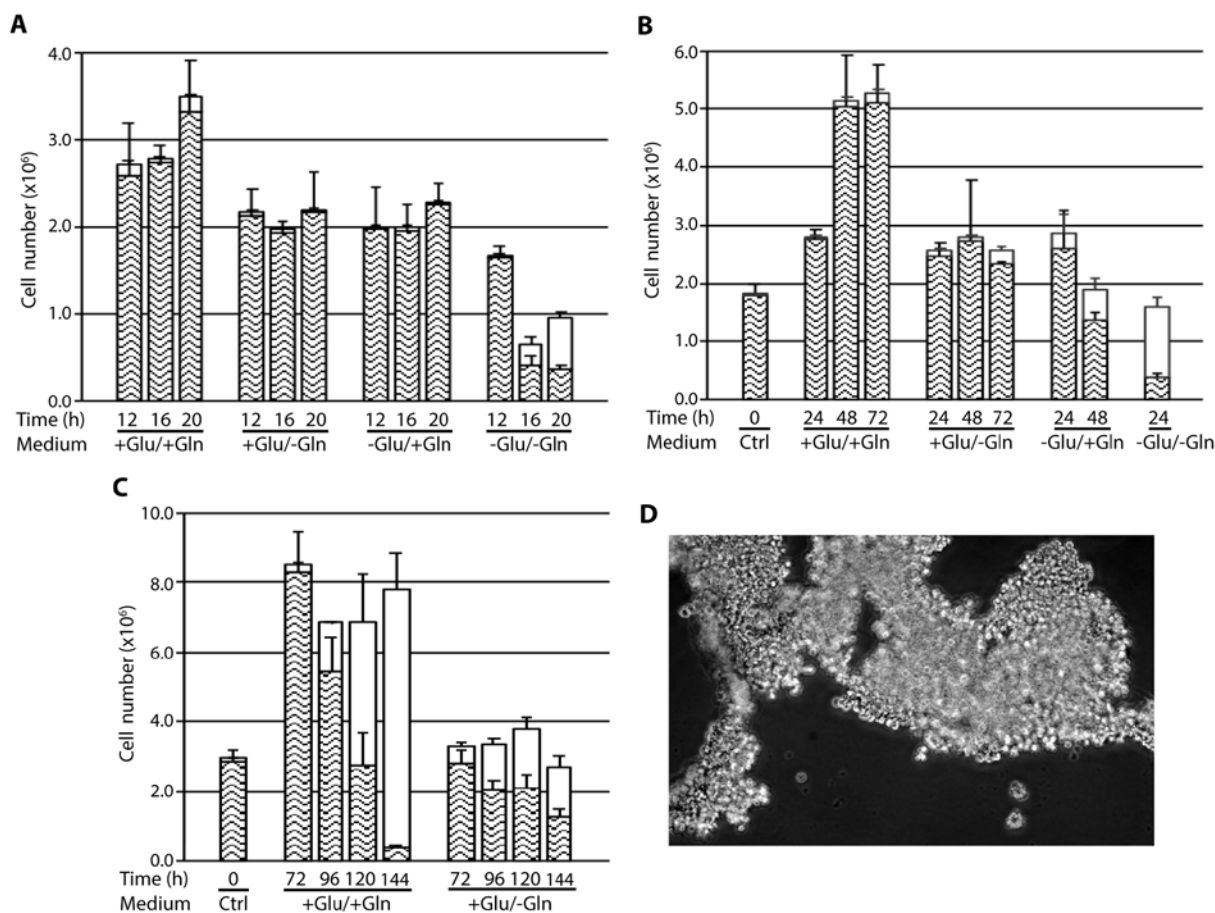 A
Cell number (x10⁶)
4.0
3.0
2.0
1.0
0.0
Time (h) 12 16 20 12 16 20 12 16 20 12 16 20
Medium +Glu/+Gln +Glu/-Gln -Glu/+Gln -Glu/-Gln
B
Cell number (x10⁶)
6.0
5.0
4.0
3.0
2.0
1.0
0.0
Time (h) 0 24 48 72 24 48 72 24 48 24
Medium Ctrl +Glu/+Gln +Glu/-Gln -Glu/+Gln -Glu/-Gln
C
Cell number (x10⁶)
10.0
8.0
6.0
4.0
2.0
0.0
Time (h) 0 72 96 120 144 72 96 120 144
Medium Ctrl +Glu/+Gln +Glu/-Gln
D